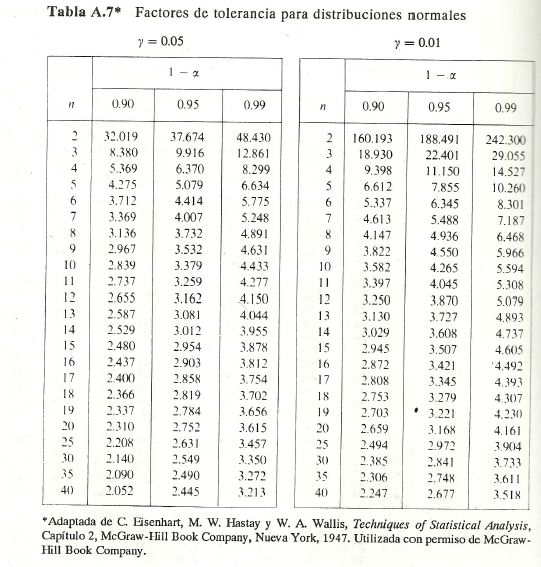 Tabla A.7* Factores de tolerancia para distribuciones normales
γ = 0.05 γ = 0.01
1 − α 1 − α
n 0.90 0.95 0.99 n 0.90 0.95 0.99
2 32.019 37.674 48.430 2 160.193 188.491 242.300
3 8.380 9.916 12.861 3 18.930 22.401 29.055
4 5.369 6.370 8.299 4 9.398 11.150 14.527
5 4.275 5.079 6.634 5 6.612 7.855 10.260
6 3.712 4.414 5.775 6 5.337 6.345 8.301
7 3.369 4.007 5.248 7 4.613 5.488 7.187
8 3.136 3.732 4.891 8 4.147 4.936 6.468
9 2.967 3.532 4.631 9 3.822 4.550 5.966
10 2.839 3.379 4.433 10 3.582 4.265 5.594
11 2.737 3.259 4.277 11 3.397 4.045 5.308
12 2.655 3.162 4.150 12 3.250 3.870 5.079
13 2.587 3.081 4.044 13 3.130 3.727 4.893
14 2.529 3.012 3.955 14 3.029 3.608 4.737
15 2.480 2.954 3.878 15 2.945 3.507 4.605
16 2.437 2.903 3.812 16 2.872 3.421 4.492
17 2.400 2.858 3.754 17 2.808 3.345 4.393
18 2.366 2.819 3.702 18 2.753 3.279 4.307
19 2.337 2.784 3.656 19 2.703 3.221 4.230
20 2.310 2.752 3.615 20 2.659 3.168 4.161
25 2.208 2.631 3.457 25 2.494 2.972 3.904
30 2.140 2.549 3.350 30 2.385 2.841 3.733
35 2.090 2.490 3.272 35 2.306 2.748 3.611
40 2.052 2.445 3.213 40 2.247 2.677 3.518
*Adaptada de C. Eisenhart, M. W. Hastay y W. A. Wallis, Techniques of Statistical Analysis,
Capítulo 2, McGraw-Hill Book Company, Nueva York, 1947. Utilizada con permiso de McGraw-
Hill Book Company.